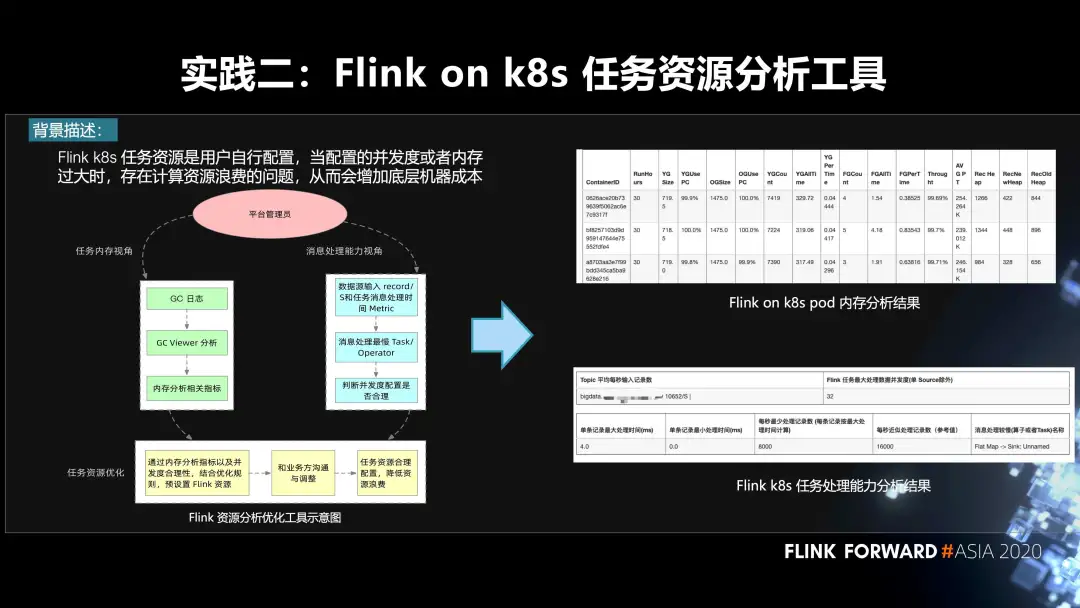 实践二：Flink on k8s 任务资源分析工具
背景描述：
Flink k8s 任务资源是用户自行配置，当配置的并发度或者内存
过大时，存在计算资源浪费的问题，从而会增加底层机器成本
平台管理员
任务内存视角
消息处理能力视角
GC 日志
GC Viewer 分析
内存分析相关指标
数据源输入 record/
S和任务消息处理时
间 Metric
消息处理最慢 Task/
Operator
判断并发度配置是
否合理
任务资源优化
通过内存分析指标以及并
发度合理性，结合优化规
则，预设置 Flink 资源
和业务方沟通
与调整
任务资源合理
配置，降低资
源浪费
Flink 资源分析优化工具示意图
ContainerID RunHours YGSize YGUsePC OGSize OGUsePC YGCount YGAllTime YGPerTime FGCount FGAllTime FGPerTime Throught AVGPT Rec Heap RecNewHeap RecOldHeap
30 719.5 99.9% 1475.0 100.0% 7419 329.72 0.04444 4 1.54 0.38525 99.69% 254.264K 1266 422 844
30 718.5 100.0% 1475.0 100.0% 7224 319.06 0.04417 5 4.18 0.83543 99.7% 239.012K 1344 448 896
30 719.0 99.8% 1475.0 99.9% 7390 317.49 0.04296 3 1.91 0.63816 99.71% 246.154K 984 328 656
Flink on k8s pod 内存分析结果
Topic 平均每秒输入记录数 Flink 任务最大处理数据并发度(单 Source除外)
bigdata. 10652/S | 32
单条记录最大处理时间(ms) 单条记录最小处理时间(ms) 每秒最少处理记录数 (每条记录按最大处理时间计算) 每秒近似处理记录数（参考值） 消息处理较慢(算子或者Task)名称
4.0 0.0 8000 16000 Flat Map -> Sink: Unnamed
Flink k8s 任务处理能力分析结果
FLINK FORWARD #ASIA 2020